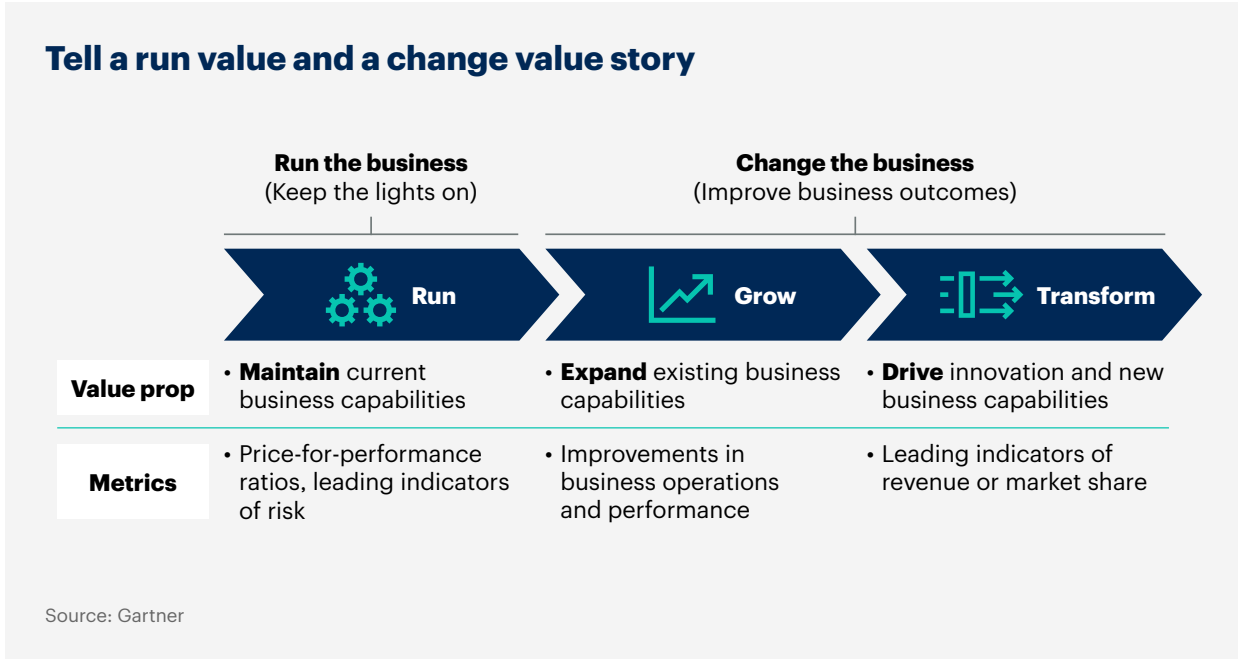 Tell a run value and a change value story
Run the business
(Keep the lights on)
Change the business
(Improve business outcomes)
Run
Grow
Transform
Value prop
• Maintain current
business capabilities
• Expand existing business
capabilities
• Drive innovation and new
business capabilities
Metrics
• Price-for-performance
ratios, leading indicators
of risk
• Improvements in
business operations
and performance
• Leading indicators of
revenue or market share
Source: Gartner